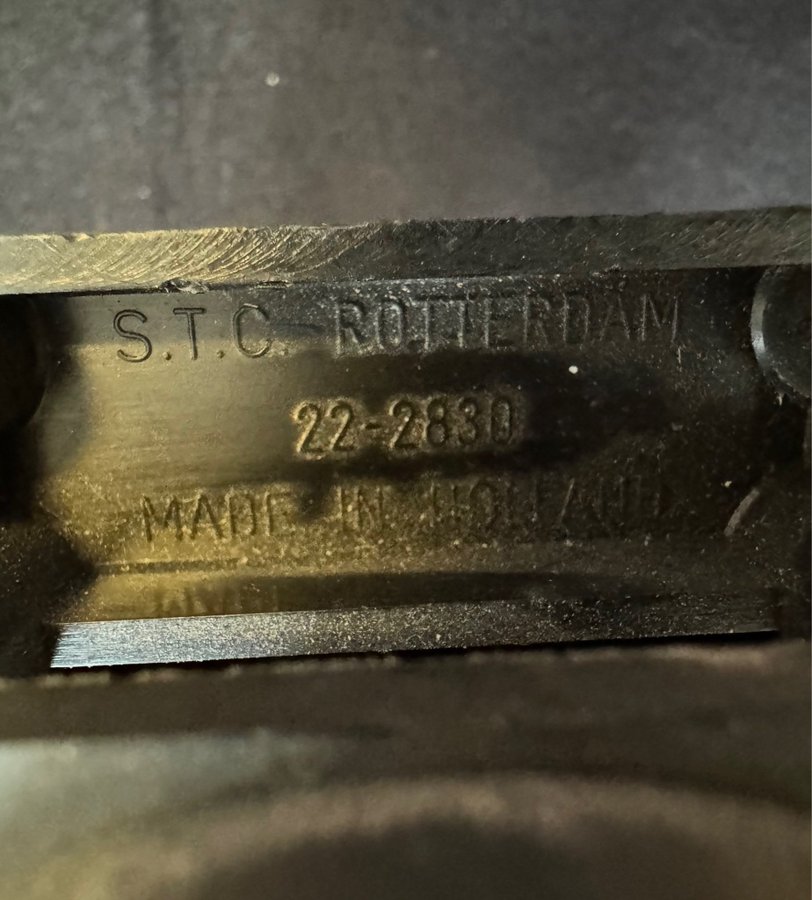 S.T.C. ROTTERDAM
22-2830
MADE IN HOLLAND